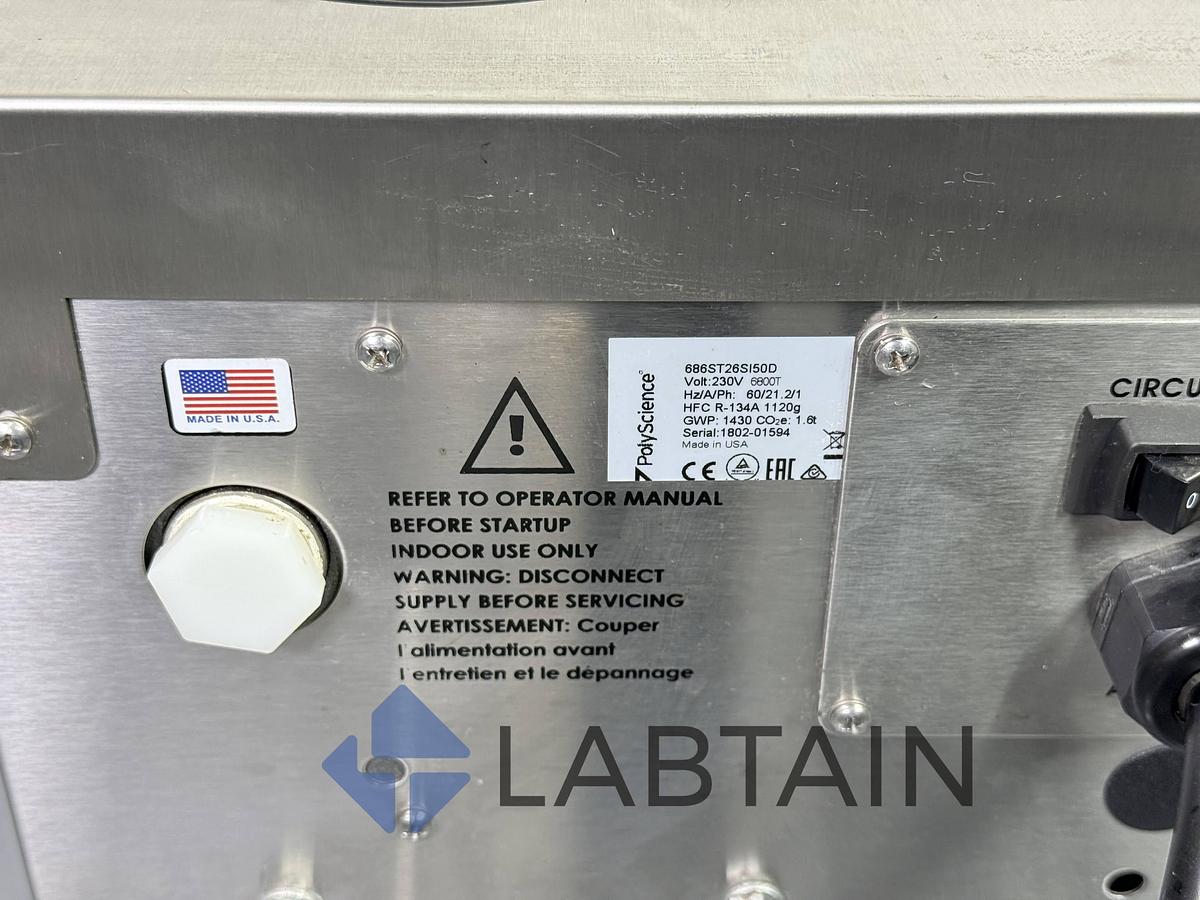 686ST26SI50D
Volt:230V 6800T
Hz/A/Ph: 60/21.2/1
HFC R-134A 1120g
GWP: 1430 CO₂e: 1.6t
Serial:1802-01594
Made in USA
PolyScience
CE EAC
MADE IN U.S.A.
CIRCU
0
REFER TO OPERATOR MANUAL
BEFORE STARTUP
INDOOR USE ONLY
WARNING: DISCONNECT
SUPPLY BEFORE SERVICING
AVERTISSEMENT: Couper
l'alimentation avant
l'entretien et le dépannage
LABTAIN